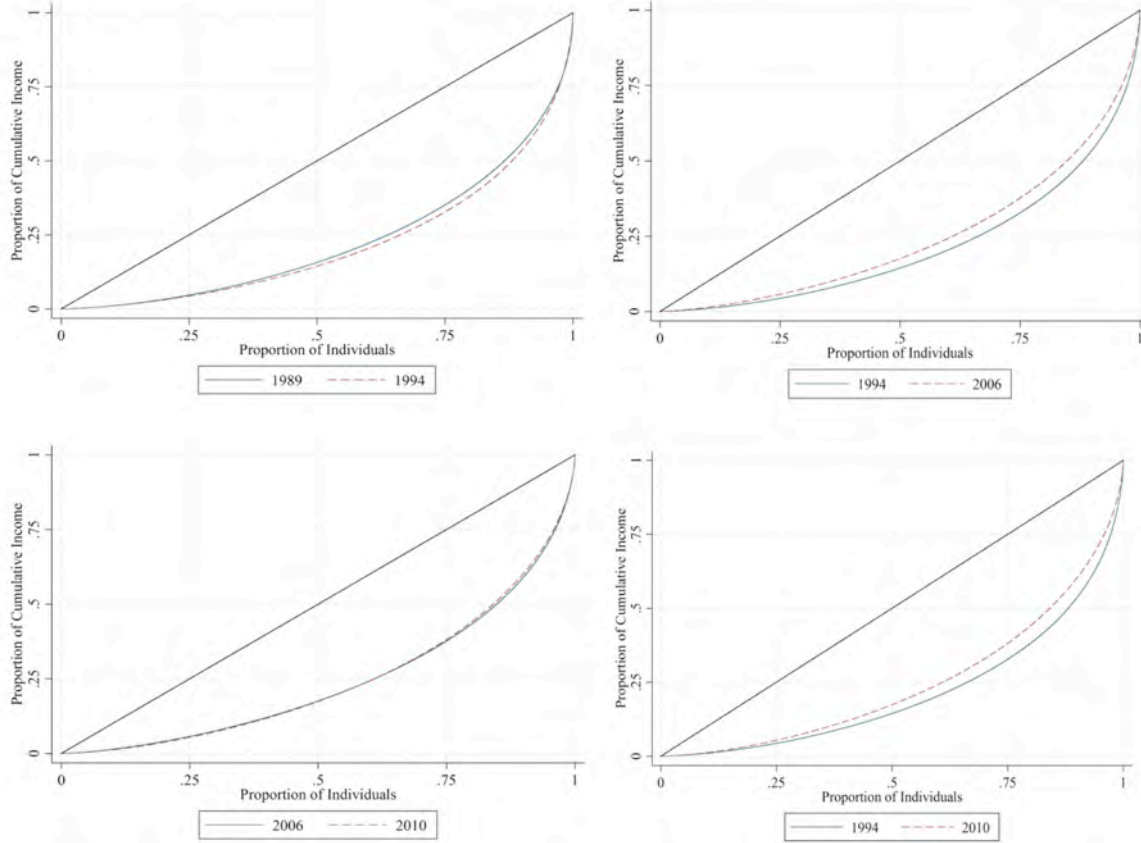 Proportion of Cumulative Income
1
.75
.5
.25
0
0 .25 .5 .75 1
Proportion of Individuals
1989 1994
Proportion of Cumulative Income
1
.75
.5
.25
0
0 .25 .5 .75 1
Proportion of Individuals
1994 2006
Proportion of Cumulative Income
1
.75
.5
.25
0
0 .25 .5 .75 1
Proportion of Individuals
2006 2010
Proportion of Cumulative Income
1
.75
.5
.25
0
0 .25 .5 .75 1
Proportion of Individuals
1994 2010